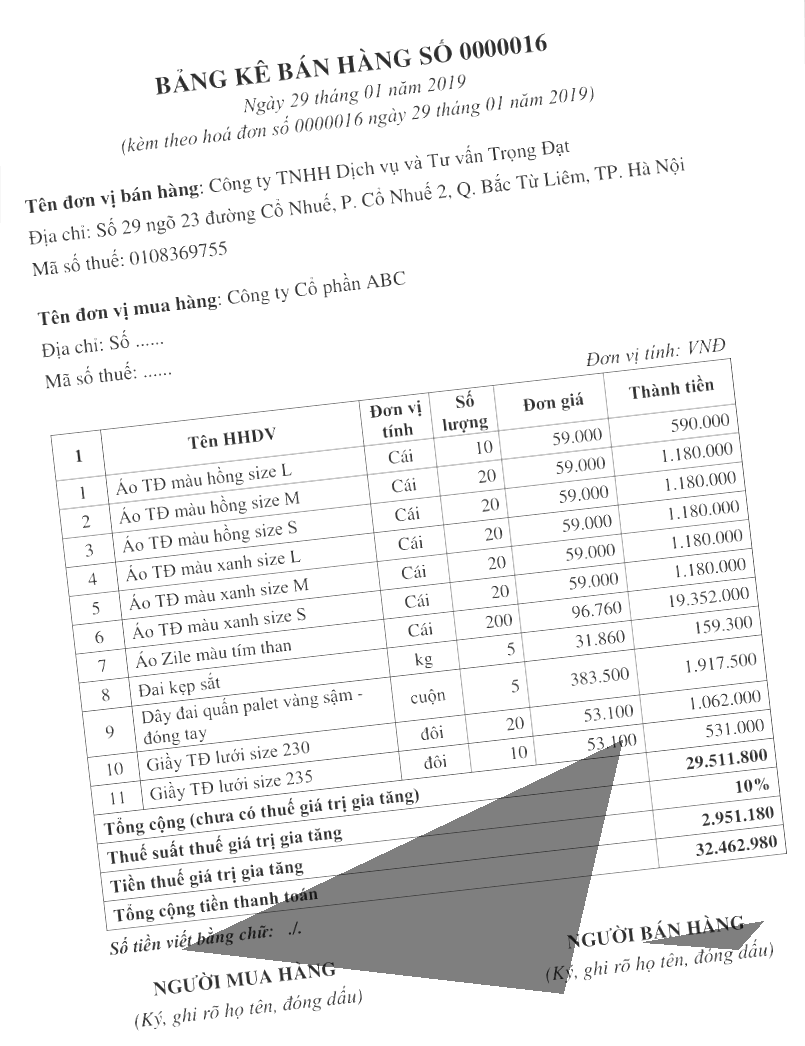 BẢNG KÊ BÁN HÀNG SỐ 0000016
Ngày 29 tháng 01 năm 2019
(kèm theo hoá đơn số 0000016 ngày 29 tháng 01 năm 2019)
Tên đơn vị bán hàng: Công ty TNHH Dịch vụ và Tư vấn Trọng Đạt
Địa chỉ: Số 29 ngõ 23 đường Cổ Nhuế, P. Cổ Nhuế 2, Q. Bắc Từ Liêm, TP. Hà Nội
Mã số thuế: 0108369755
Tên đơn vị mua hàng: Công ty Cổ phần ABC
Địa chỉ: Số ......
Mã số thuế: ......
Đơn vị tính: VNĐ
1 Tên HHDV Đơn vị tính Số lượng Đơn giá Thành tiền
1 Áo TĐ màu hồng size L Cái 10 59.000 590.000
2 Áo TĐ màu hồng size M Cái 20 59.000 1.180.000
3 Áo TĐ màu hồng size S Cái 20 59.000 1.180.000
4 Áo TĐ màu xanh size L Cái 20 59.000 1.180.000
5 Áo TĐ màu xanh size M Cái 20 59.000 1.180.000
6 Áo TĐ màu xanh size S Cái 20 59.000 1.180.000
7 Áo Zile màu tím than Cái 200 96.760 19.352.000
8 Đai kẹp sắt kg 5 31.860 159.300
9 Dây đai quấn palet vàng sậm - đóng tay cuộn 5 383.500 1.917.500
10 Giầy TĐ lưới size 230 đôi 20 53.100 1.062.000
11 Giầy TĐ lưới size 235 đôi 10 53.100 531.000
Tổng cộng (chưa có thuế giá trị gia tăng) 29.511.800
Thuế suất thuế giá trị gia tăng 10%
Tiền thuế giá trị gia tăng 2.951.180
Tổng cộng tiền thanh toán 32.462.980
Số tiền viết bằng chữ: ./.
NGƯỜI MUA HÀNG NGƯỜI BÁN HÀNG
(Ký, ghi rõ họ tên, đóng dấu) (Ký, ghi rõ họ tên, đóng dấu)